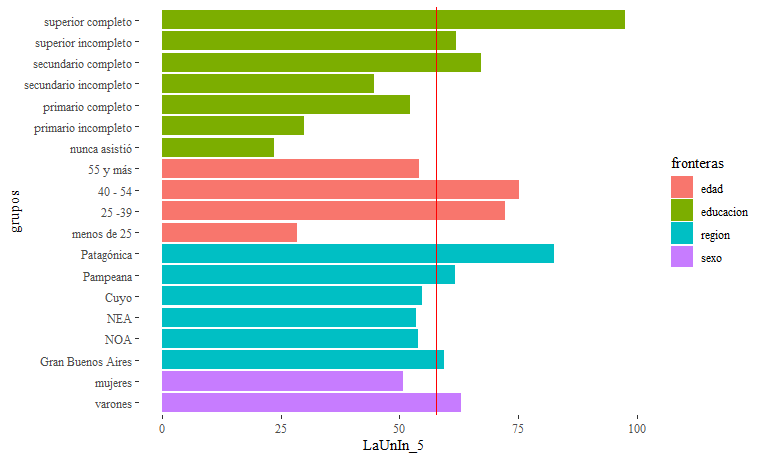 superior completo
superior incompleto
secundario completo
secundario incompleto
primario completo
primario incompleto
nunca asistió
55 y más
40 - 54
25 -39
menos de 25
Patagónica
Pampeana
Cuyo
NEA
NOA
Gran Buenos Aires
mujeres
varones
grupos
0 25 50 75 100
LaUnIn_5
fronteras
edad
educacion
region
sexo